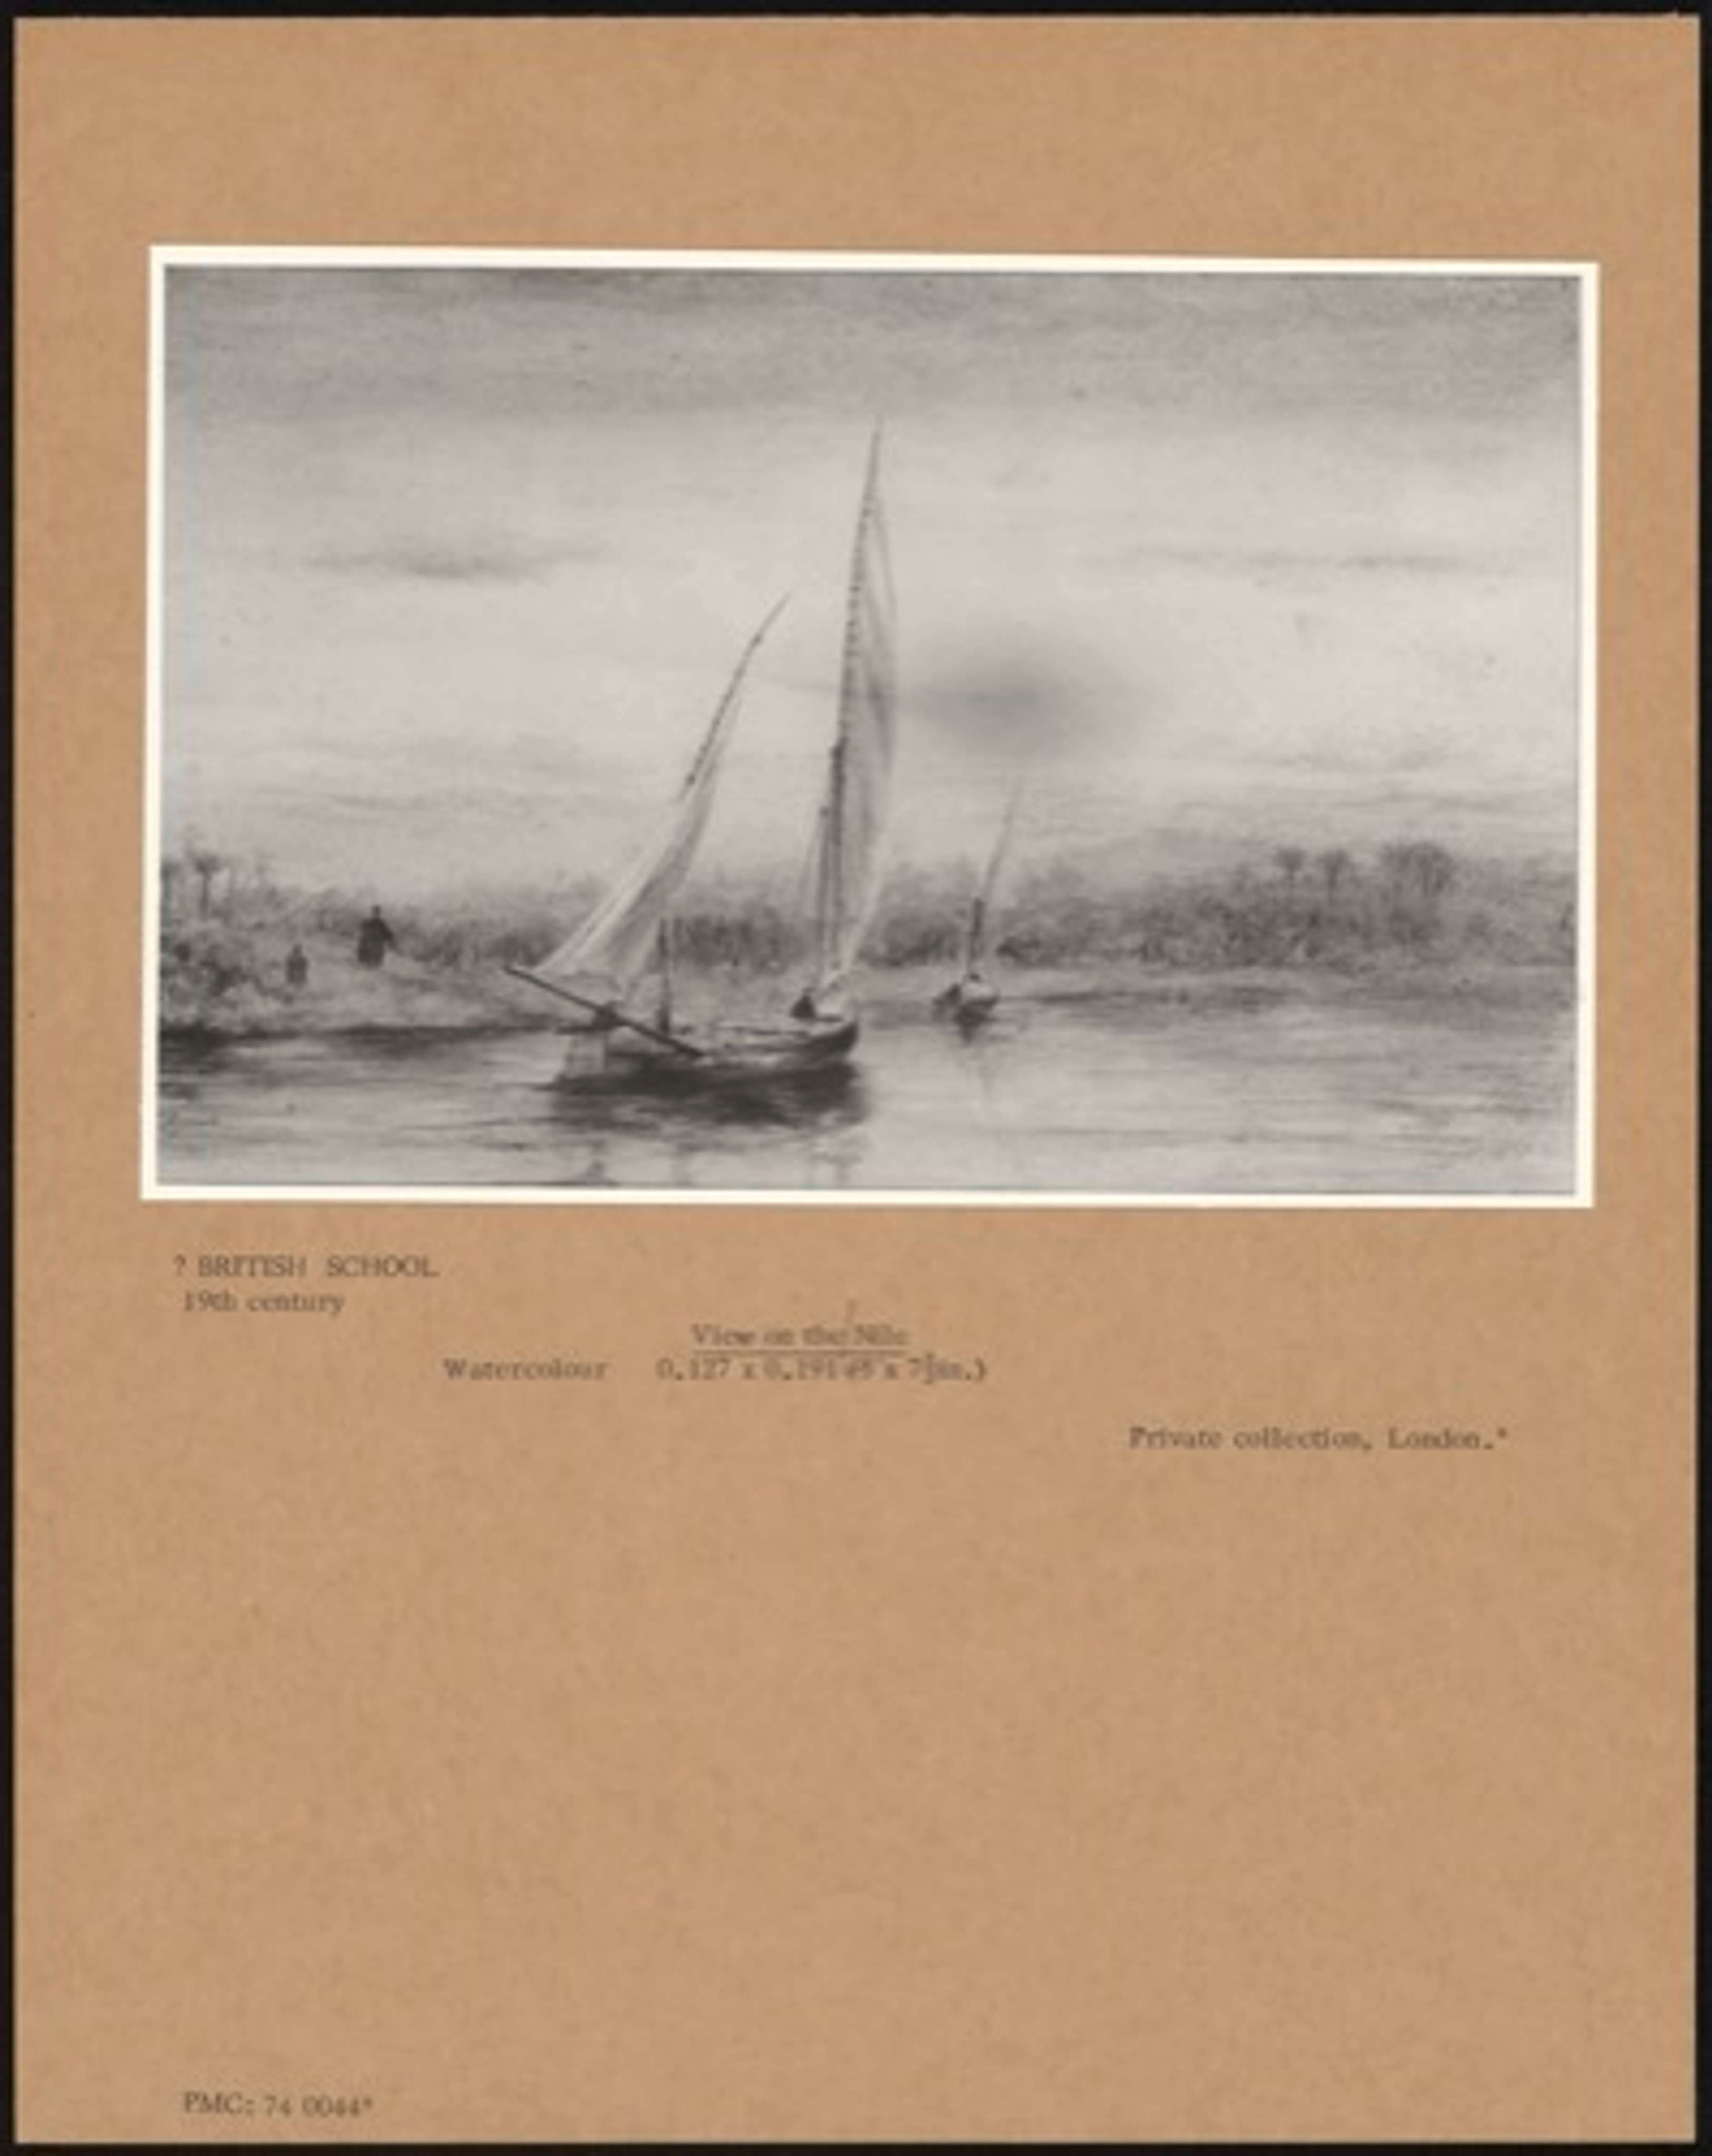 ? BRITISH SCHOOL
19th century
View on the Nile
Watercolour 0.127 x 0.191 (5 x 7½in.)
Private collection, London.*
PMC: 74 0044*